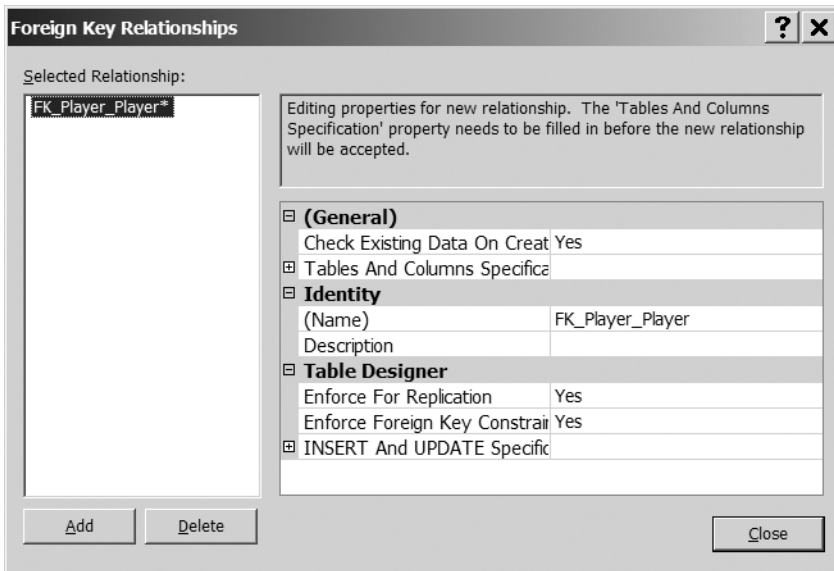 Foreign Key Relationships
Selected Relationship:
FK_Player_Player*
Editing properties for new relationship. The 'Tables And Columns
Specification' property needs to be filled in before the new relationship
will be accepted.
(General)
Check Existing Data On Creat Yes
Tables And Columns Specifica
Identity
(Name) FK_Player_Player
Description
Table Designer
Enforce For Replication Yes
Enforce Foreign Key Constrair Yes
INSERT And UPDATE Specific
Add Delete
Close